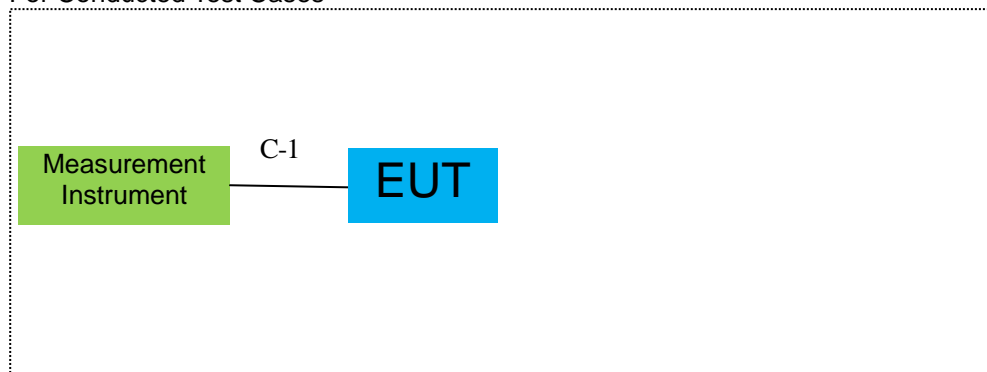 For Conducted Test Cases
C-1
Measurement
Instrument
EUT